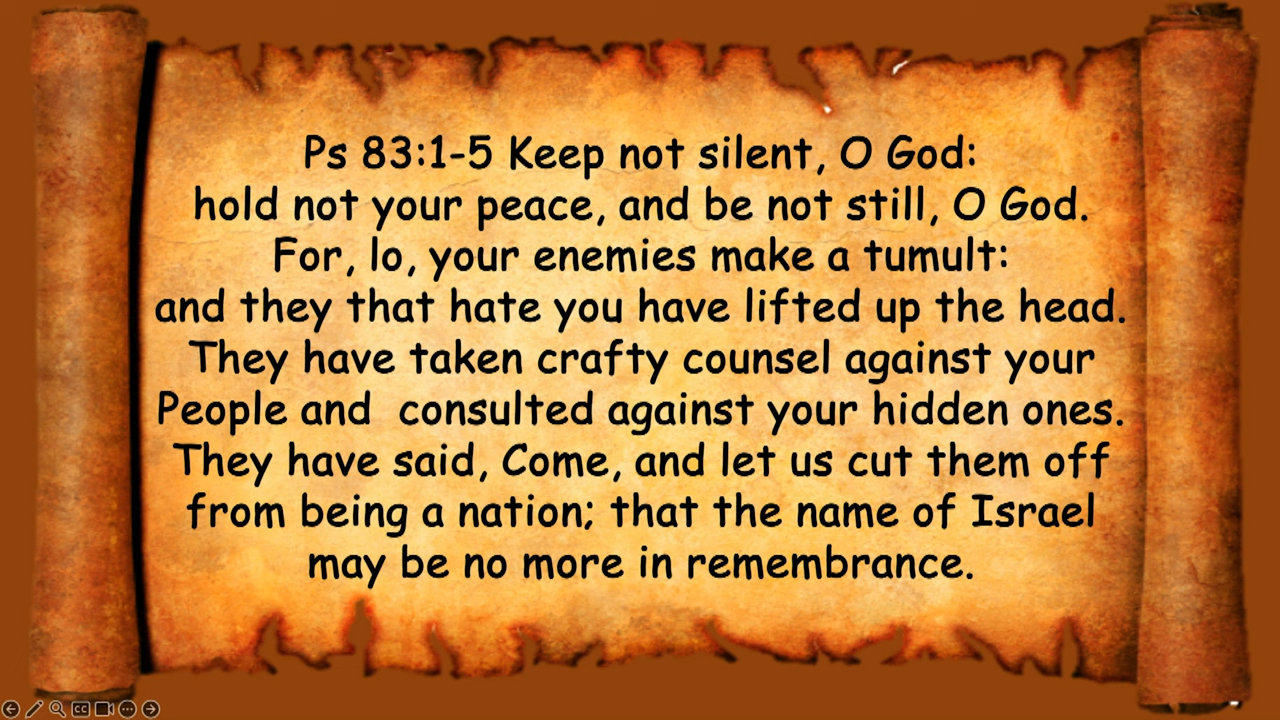 Ps 83:1-5 Keep not silent, O God:
hold not your peace, and be not still, O God.
For, lo, your enemies make a tumult:
and they that hate you have lifted up the head.
They have taken crafty counsel against your
People and  consulted against your hidden ones.
They have said, Come, and let us cut them off
from being a nation; that the name of Israel
may be no more in remembrance.
CC